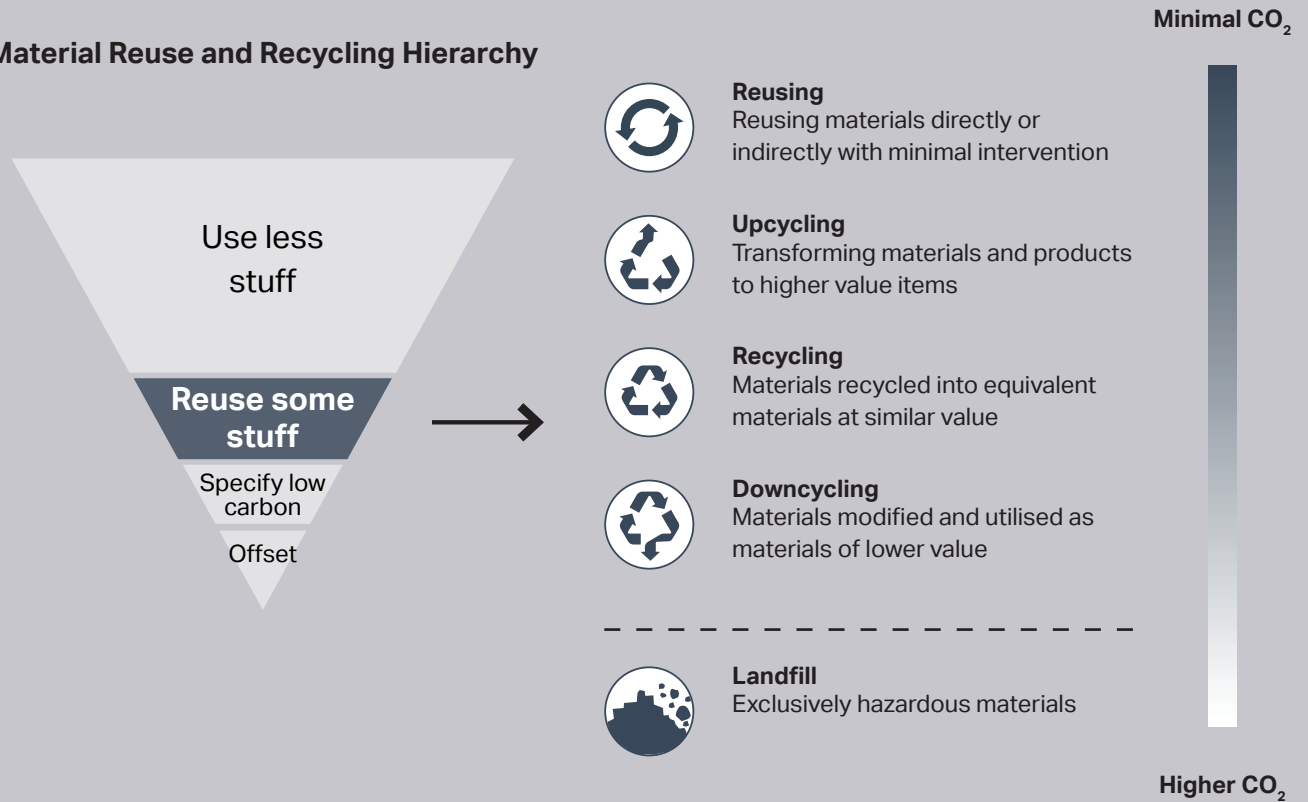 Material Reuse and Recycling Hierarchy
Use less
stuff
Reuse some
stuff
Specify low
carbon
Offset
Reusing
Reusing materials directly or
indirectly with minimal intervention
Upcycling
Transforming materials and products
to higher value items
Recycling
Materials recycled into equivalent
materials at similar value
Downcycling
Materials modified and utilised as
materials of lower value
Landfill
Exclusively hazardous materials
Minimal CO₂
Higher CO₂